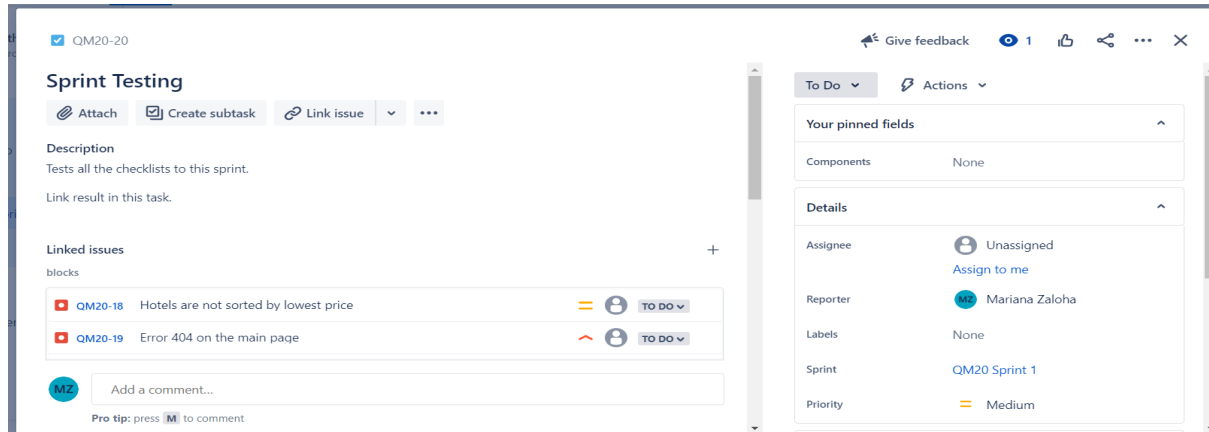 QM20-20
Give feedback
1
Sprint Testing
Attach
Create subtask
Link issue
Description
Tests all the checklists to this sprint.
Link result in this task.
Linked issues
blocks
QM20-18 Hotels are not sorted by lowest price TO DO
QM20-19 Error 404 on the main page TO DO
MZ Add a comment...
Pro tip: press M to comment
To Do
Actions
Your pinned fields
Components None
Details
Assignee Unassigned
Assign to me
Reporter MZ Mariana Zaloha
Labels None
Sprint QM20 Sprint 1
Priority Medium